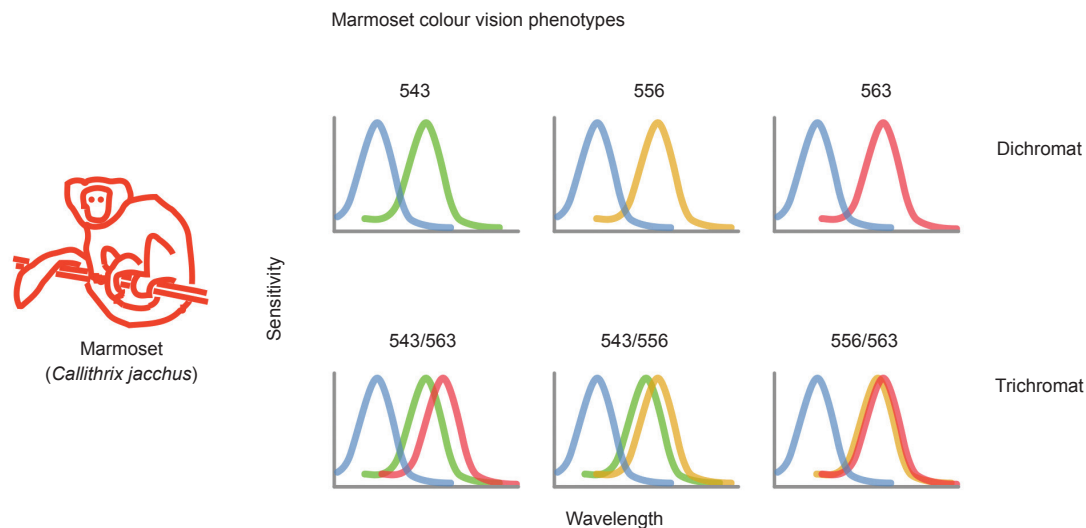 Marmoset colour vision phenotypes
543
556
563
Dichromat
Sensitivity
Marmoset
(Callithrix jacchus)
543/563
543/556
556/563
Trichromat
Wavelength